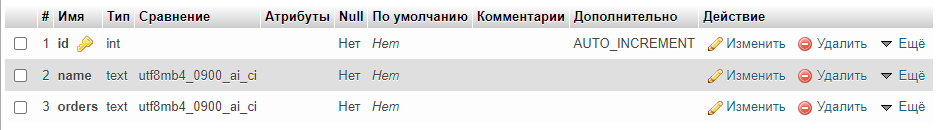 # Имя Тип Сравнение Атрибуты Null По умолчанию Комментарии Дополнительно Действие
1 id int Нет Нет AUTO_INCREMENT Изменить Удалить Ещё
2 name text utf8mb4_0900_ai_ci Нет Нет Изменить Удалить Ещё
3 orders text utf8mb4_0900_ai_ci Нет Нет Изменить Удалить Ещё